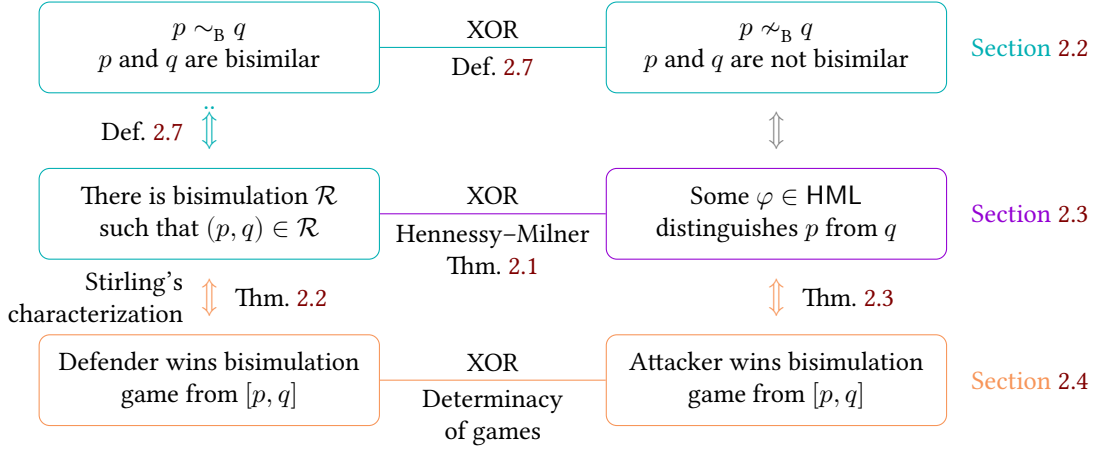 p ∼B q
p and q are bisimilar
XOR
Def. 2.7
p ≁B q
p and q are not bisimilar
Section 2.2
Def. 2.7
There is bisimulation ℛ
such that (p, q) ∈ ℛ
XOR
Hennessy–Milner
Thm. 2.1
Some φ ∈ HML
distinguishes p from q
Section 2.3
Stirling's
characterization
Thm. 2.2
Thm. 2.3
Defender wins bisimulation
game from [p, q]
XOR
Determinacy
of games
Attacker wins bisimulation
game from [p, q]
Section 2.4